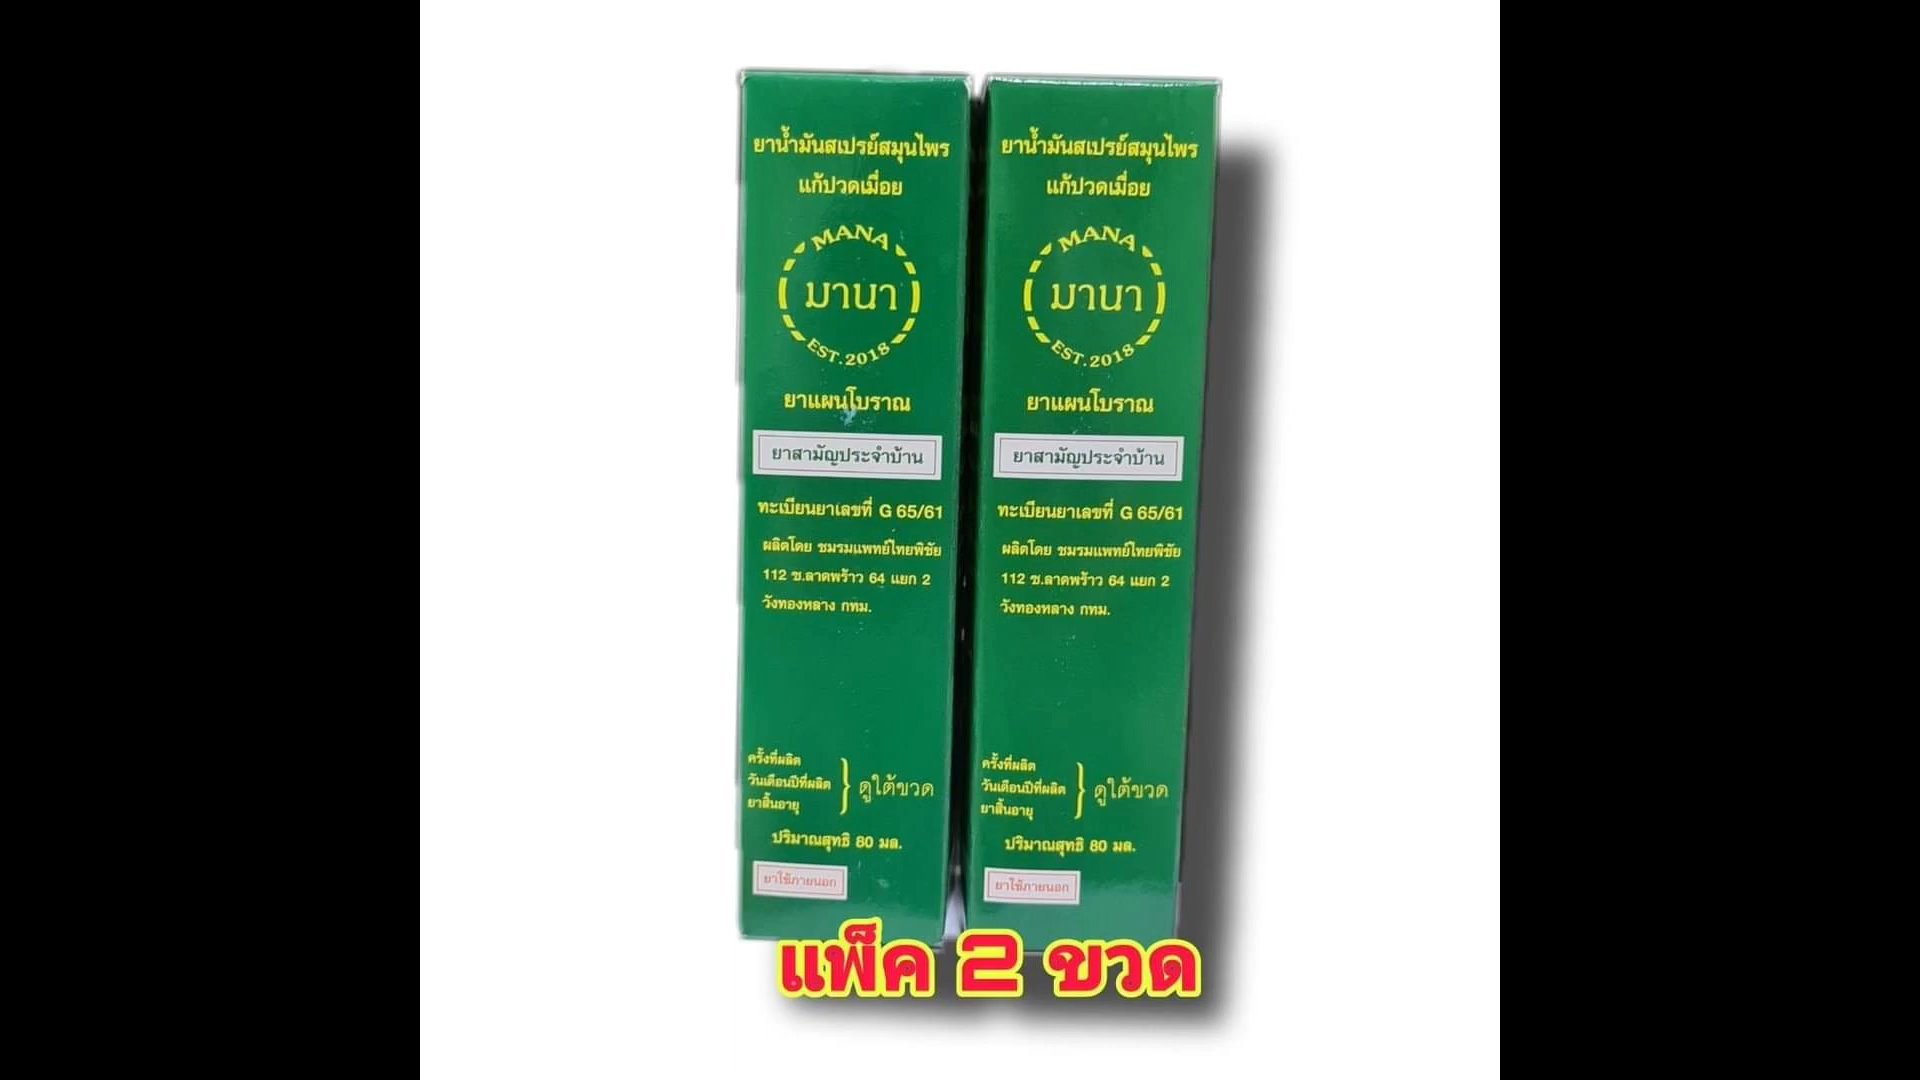 ยาน้ำมันสเปรย์สมุนไพร
แก้ปวดเมื่อย
MANA
มานา
EST.2018
ยาแผนโบราณ
ยาสามัญประจำบ้าน
ทะเบียนยาเลขที่ G 65/61
ผลิตโดย ชมรมแพทย์ไทยพิชัย
112 ซ.ลาดพร้าว 64 แยก 2
วังทองหลาง กทม.
ครั้งที่ผลิต
วันเดือนปีที่ผลิต } ดูใต้ขวด
ยาสิ้นอายุ
ปริมาณสุทธิ 80 มล.
ยาใช้ภายนอก
ยาน้ำมันสเปรย์สมุนไพร
แก้ปวดเมื่อย
MANA
มานา
EST.2018
ยาแผนโบราณ
ยาสามัญประจำบ้าน
ทะเบียนยาเลขที่ G 65/61
ผลิตโดย ชมรมแพทย์ไทยพิชัย
112 ซ.ลาดพร้าว 64 แยก 2
วังทองหลาง กทม.
ครั้งที่ผลิต
วันเดือนปีที่ผลิต } ดูใต้ขวด
ยาสิ้นอายุ
ปริมาณสุทธิ 80 มล.
ยาใช้ภายนอก
แพ็ค 2 ขวด